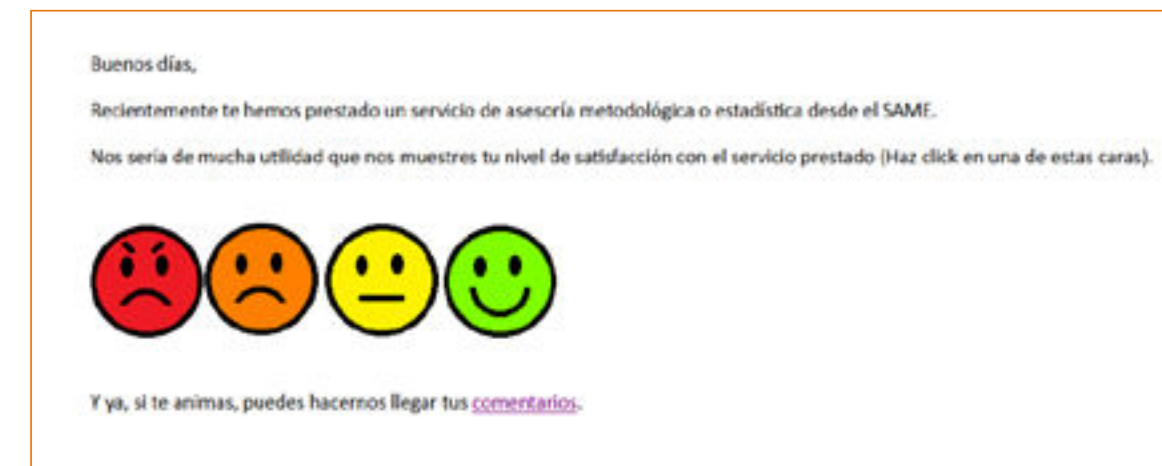 Buenos días,
Recientemente te hemos prestado un servicio de asesoría metodológica o estadística desde el SAME.
Nos sería de mucha utilidad que nos muestres tu nivel de satisfacción con el servicio prestado (Haz click en una de estas caras).
Y ya, si te animas, puedes hacernos llegar tus comentarios.